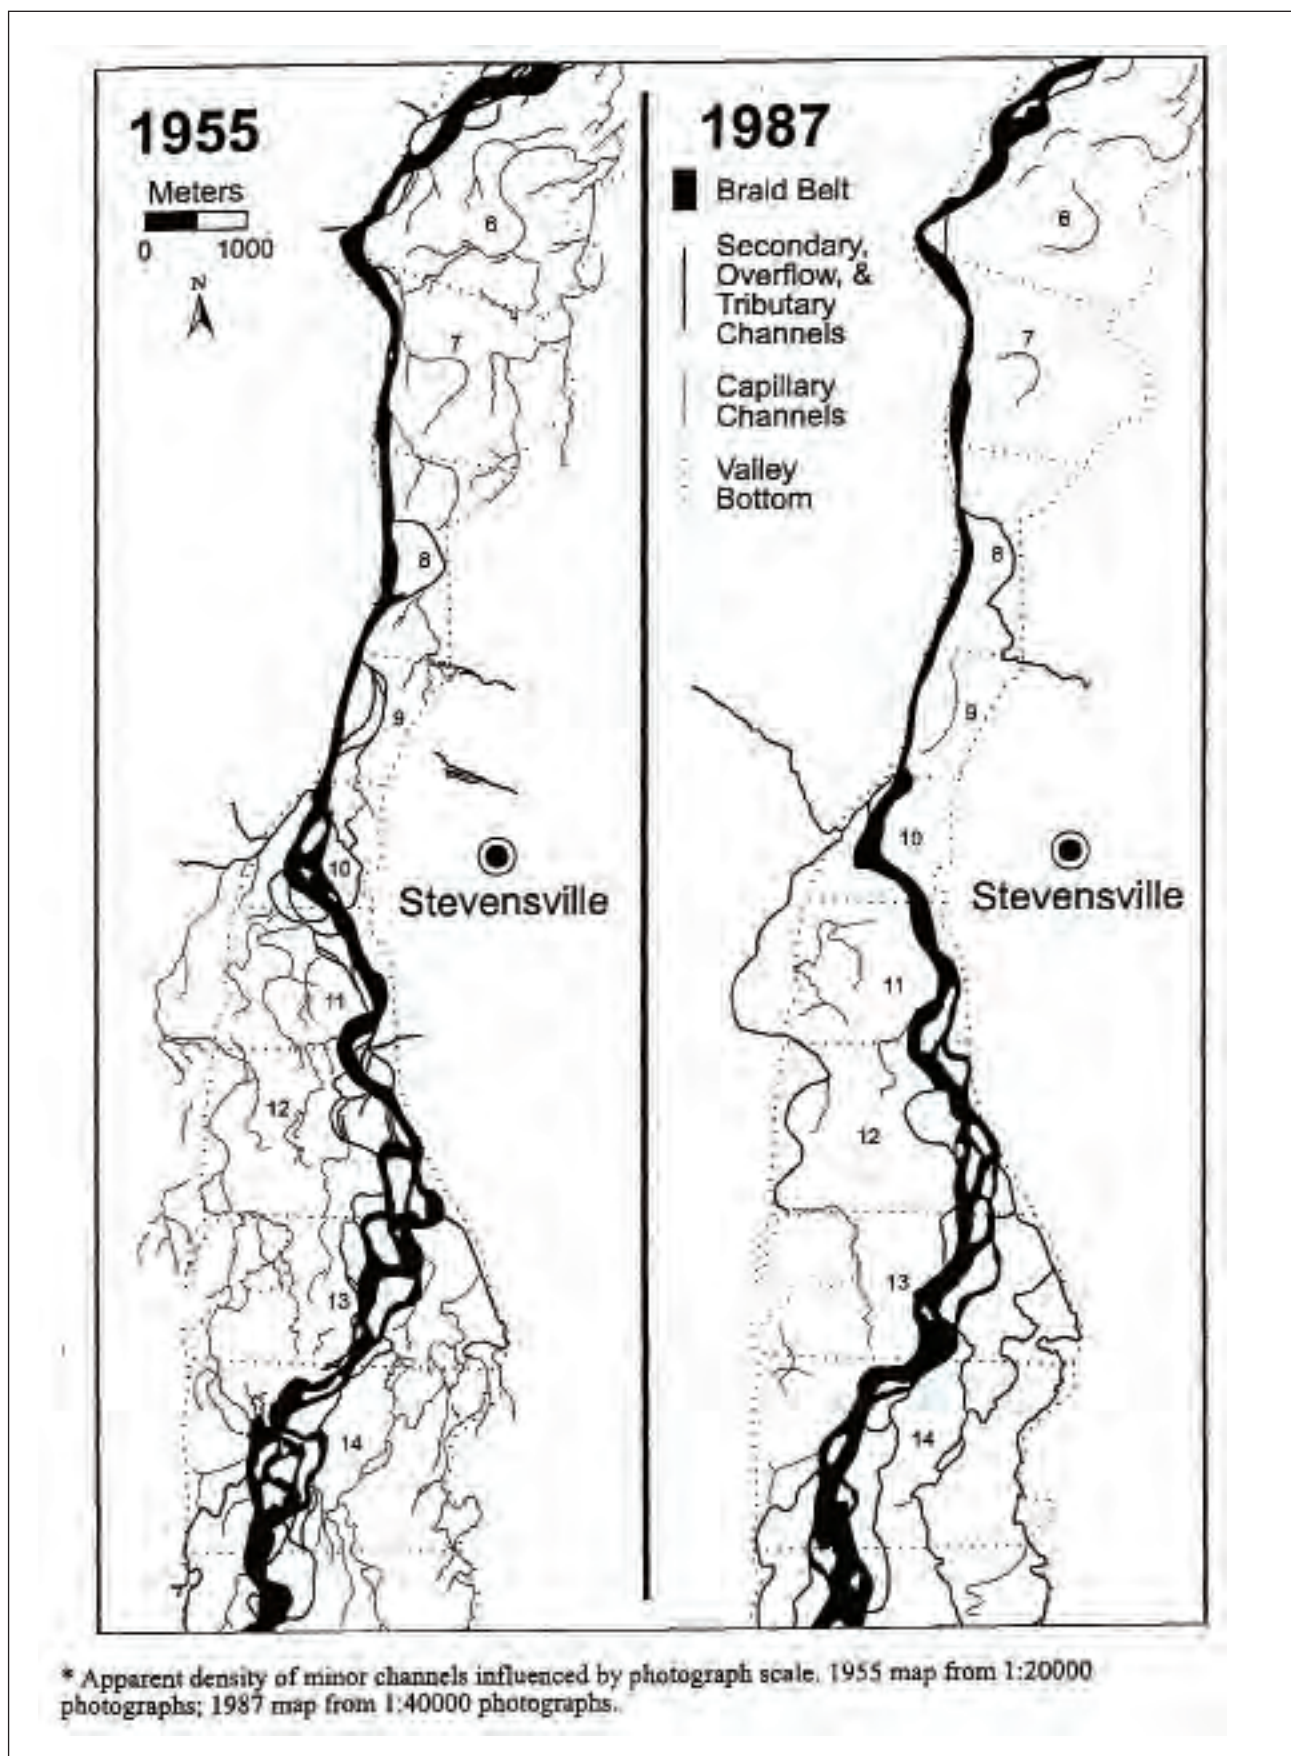 1955
Meters
0 1000
N
6
7
8
9
10
Stevensville
11
12
13
14
1987
Braid Belt
Secondary,
Overflow, &
Tributary
Channels
Capillary
Channels
Valley
Bottom
6
7
8
9
10
Stevensville
11
12
13
14
* Apparent density of minor channels influenced by photograph scale. 1955 map from 1:20000
photographs; 1987 map from 1:40000 photographs.